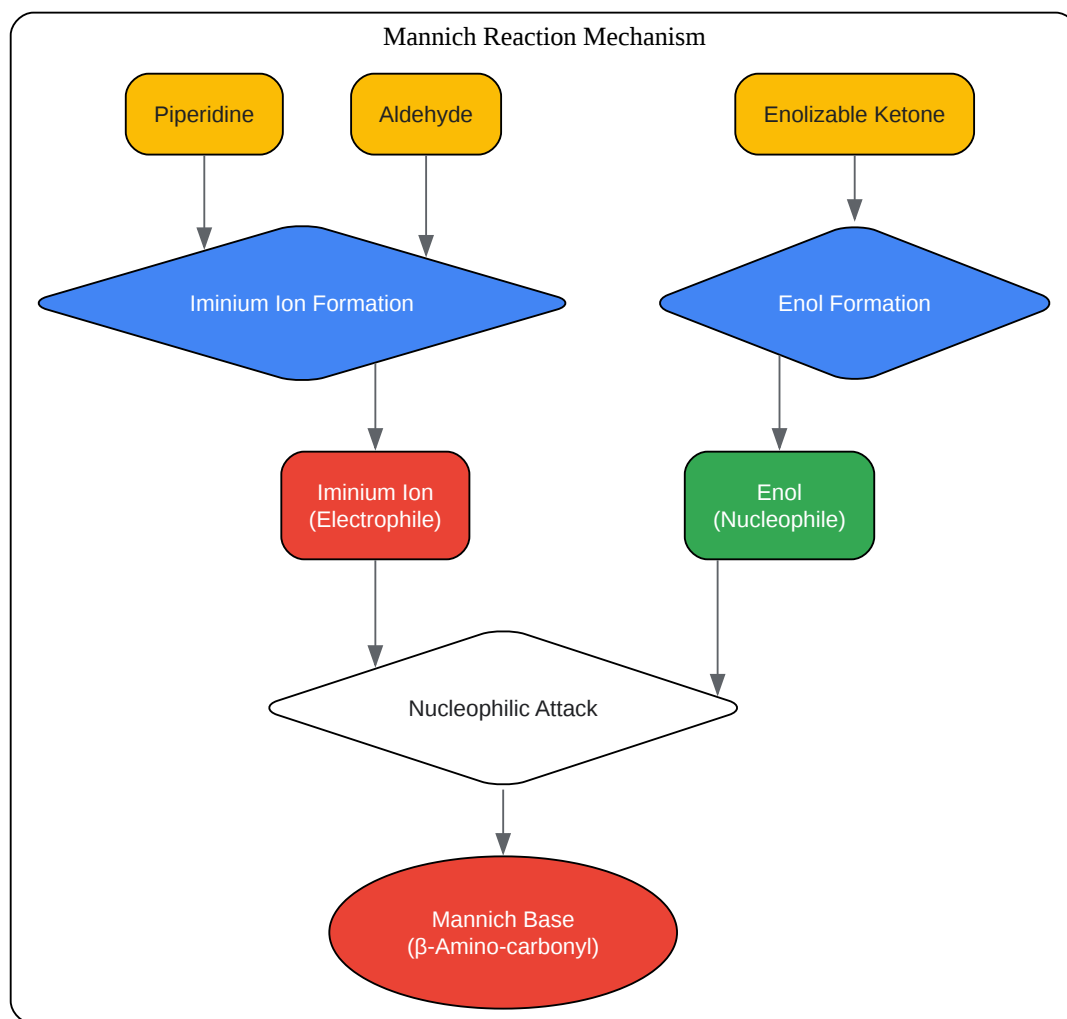 Mannich Reaction Mechanism
Piperidine
Aldehyde
Enolizable Ketone
Iminium Ion Formation
Enol Formation
Iminium Ion
(Electrophile)
Enol
(Nucleophile)
Nucleophilic Attack
Mannich Base
(β-Amino-carbonyl)